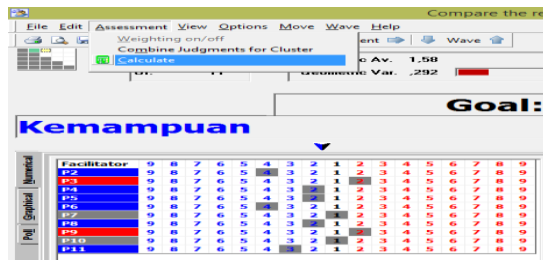 Compare the re
File Edit Assessment View Options Move Wave Help
Weighting on/off
Combine Judgments for Cluster
Calculate
ent Wave
Av. 1,58
Geometric Var. ,292
Goal:
Kemampuan
Numerical
Graphical
Poll
Facilitator 9 8 7 6 5 4 3 2 1 2 3 4 5 6 7 8 9
P2 9 8 7 6 5 4 3 2 1 2 3 4 5 6 7 8 9
P3 9 8 7 6 5 4 3 2 1 2 3 4 5 6 7 8 9
P4 9 8 7 6 5 4 3 2 1 2 3 4 5 6 7 8 9
P5 9 8 7 6 5 4 3 2 1 2 3 4 5 6 7 8 9
P6 9 8 7 6 5 4 3 2 1 2 3 4 5 6 7 8 9
P7 9 8 7 6 5 4 3 2 1 2 3 4 5 6 7 8 9
P8 9 8 7 6 5 4 3 2 1 2 3 4 5 6 7 8 9
P9 9 8 7 6 5 4 3 2 1 2 3 4 5 6 7 8 9
P10 9 8 7 6 5 4 3 2 1 2 3 4 5 6 7 8 9
P11 9 8 7 6 5 4 3 2 1 2 3 4 5 6 7 8 9